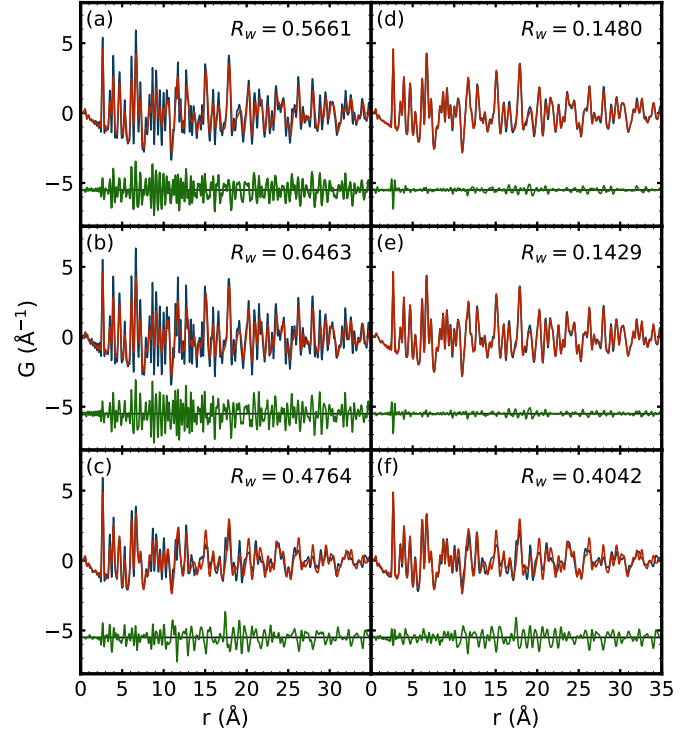 (a) R_w = 0.5661
(d) R_w = 0.1480
5
0
−5
(b) R_w = 0.6463
(e) R_w = 0.1429
5
0
−5
G (Å⁻¹)
(c) R_w = 0.4764
(f) R_w = 0.4042
5
0
−5
0 5 10 15 20 25 30 0 5 10 15 20 25 30 35
r (Å) r (Å)